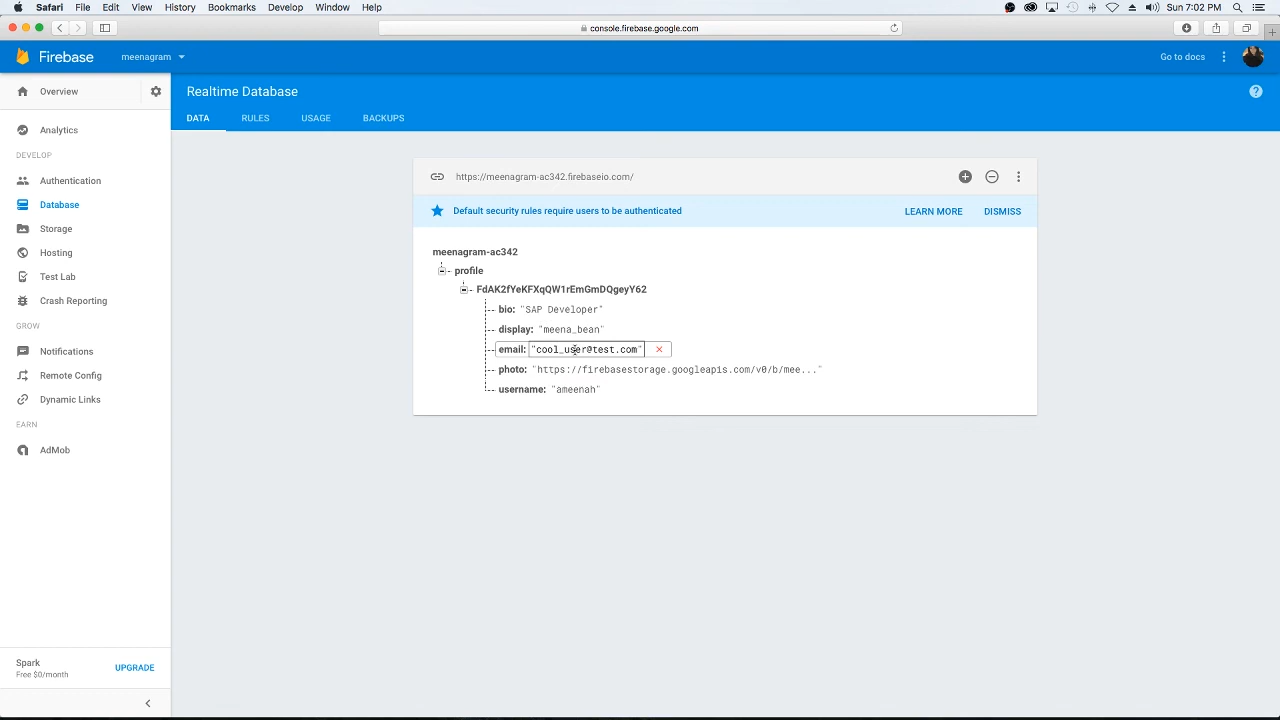 Safari File Edit View History Bookmarks Develop Window Help Sun 7:02 PM
console.firebase.google.com
Firebase meenagram Go to docs
Overview
Realtime Database
DATA RULES USAGE BACKUPS
Analytics
DEVELOP
Authentication
Database
Storage
Hosting
Test Lab
Crash Reporting
GROW
Notifications
Remote Config
Dynamic Links
EARN
AdMob
Spark
Free $0/month
UPGRADE
https://meenagram-ac342.firebaseio.com/
Default security rules require users to be authenticated LEARN MORE DISMISS
meenagram-ac342
profile
FdAK2fYeKFXqQW1rEmGmDQgeyY62
bio: "SAP Developer"
display: "meena_bean"
email: "cool_user@test.com"
photo: "https://firebasestorage.googleapis.com/v0/b/mee..."
username: "ameenah"